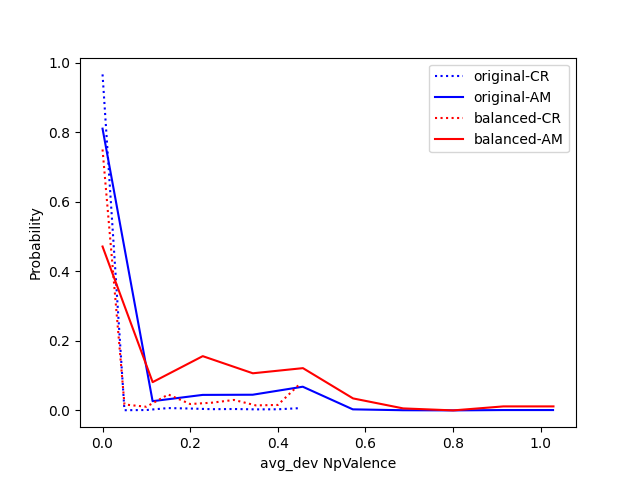 1.0
0.8
0.6
0.4
0.2
0.0
Probability
0.0 0.2 0.4 0.6 0.8 1.0
avg_dev NpValence
original-CR
original-AM
balanced-CR
balanced-AM